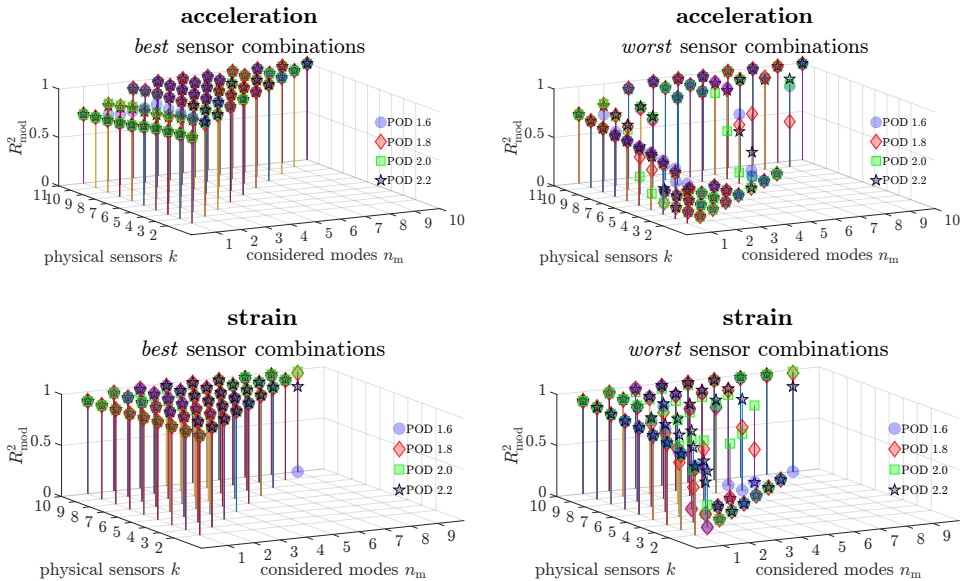 acceleration
best sensor combinations
1
0.5
0
R²mod
11
10
9
8
7
6
5
4
3
2
physical sensors k
1
2
3
4
5
6
7
8
9
10
considered modes nm
POD 1.6
POD 1.8
POD 2.0
POD 2.2
acceleration
worst sensor combinations
1
0.5
0
R²mod
11
10
9
8
7
6
5
4
3
2
physical sensors k
1
2
3
4
5
6
7
8
9
10
considered modes nm
POD 1.6
POD 1.8
POD 2.0
POD 2.2
strain
best sensor combinations
1
0.5
0
R²mod
10
9
8
7
6
5
4
3
2
physical sensors k
1
2
3
4
5
6
7
8
9
considered modes nm
POD 1.6
POD 1.8
POD 2.0
POD 2.2
strain
worst sensor combinations
1
0.5
0
R²mod
10
9
8
7
6
5
4
3
2
physical sensors k
1
2
3
4
5
6
7
8
9
considered modes nm
POD 1.6
POD 1.8
POD 2.0
POD 2.2